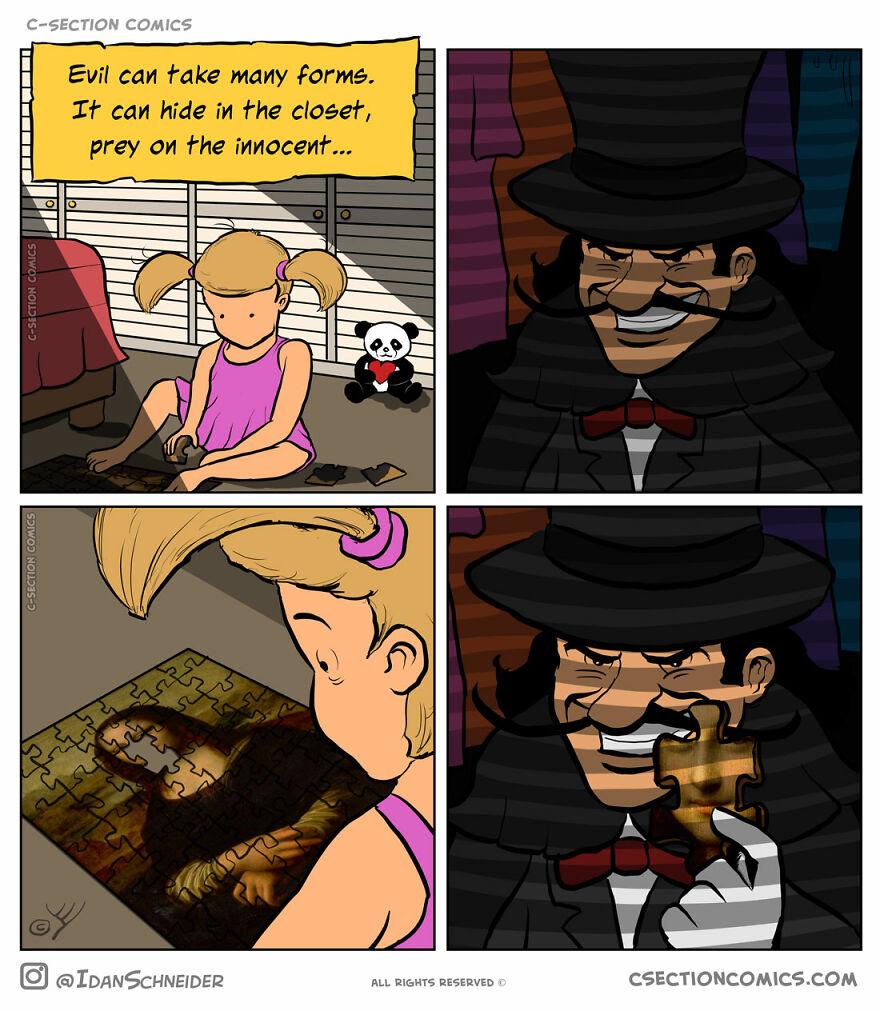 C-SECTION COMICS
Evil can take many forms.
It can hide in the closet,
prey on the innocent...
C-SECTION COMICS
C-SECTION COMICS
©
@IDANSCHNEIDER
ALL RIGHTS RESERVED ©
CSECTIONCOMICS.COM